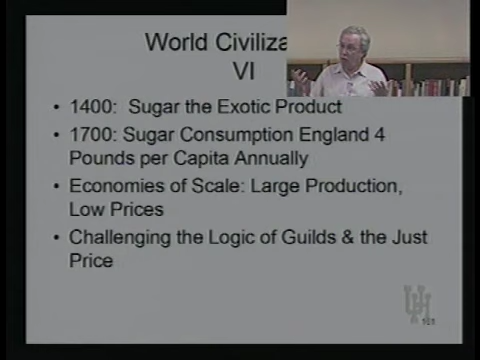 World Civiliza
VI
• 1400: Sugar the Exotic Product
• 1700: Sugar Consumption England 4
Pounds per Capita Annually
• Economies of Scale: Large Production,
Low Prices
• Challenging the Logic of Guilds & the Just
Price
UH